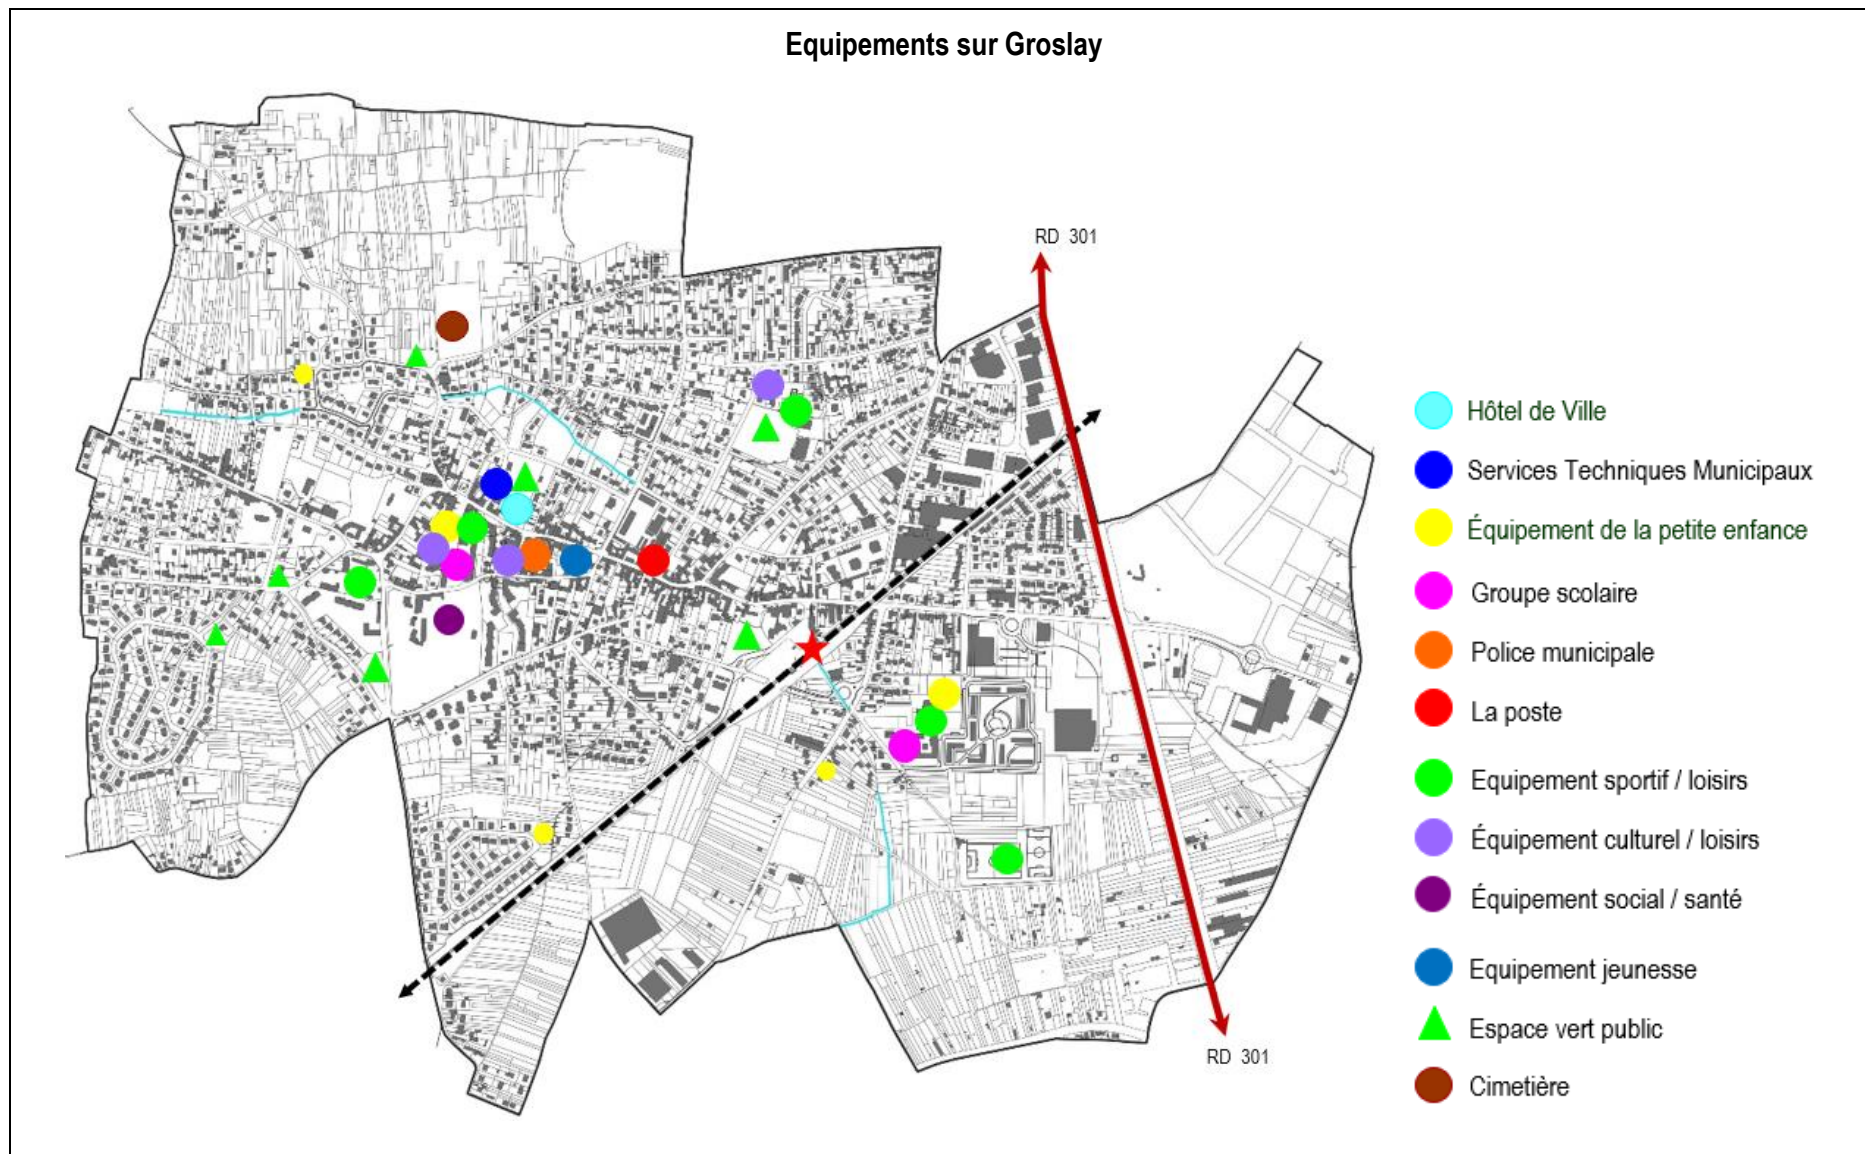 Equipements sur Groslay
RD 301
Hôtel de Ville
Services Techniques Municipaux
Équipement de la petite enfance
Groupe scolaire
Police municipale
La poste
Equipement sportif / loisirs
Équipement culturel / loisirs
Équipement social / santé
Equipement jeunesse
Espace vert public
Cimetière
RD 301